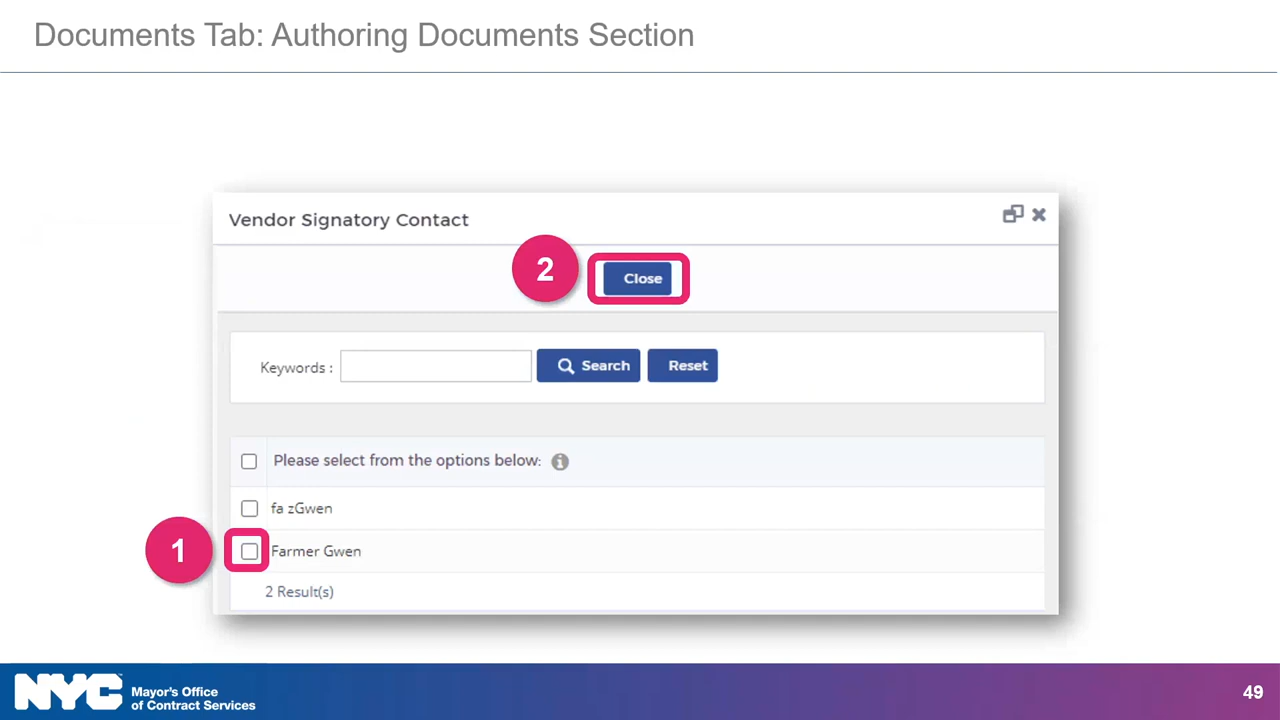 Documents Tab: Authoring Documents Section
Vendor Signatory Contact
2
Close
Keywords :
Search
Reset
Please select from the options below:
fa zGwen
1
Farmer Gwen
2 Result(s)
NYC
Mayor's Office
of Contract Services
49